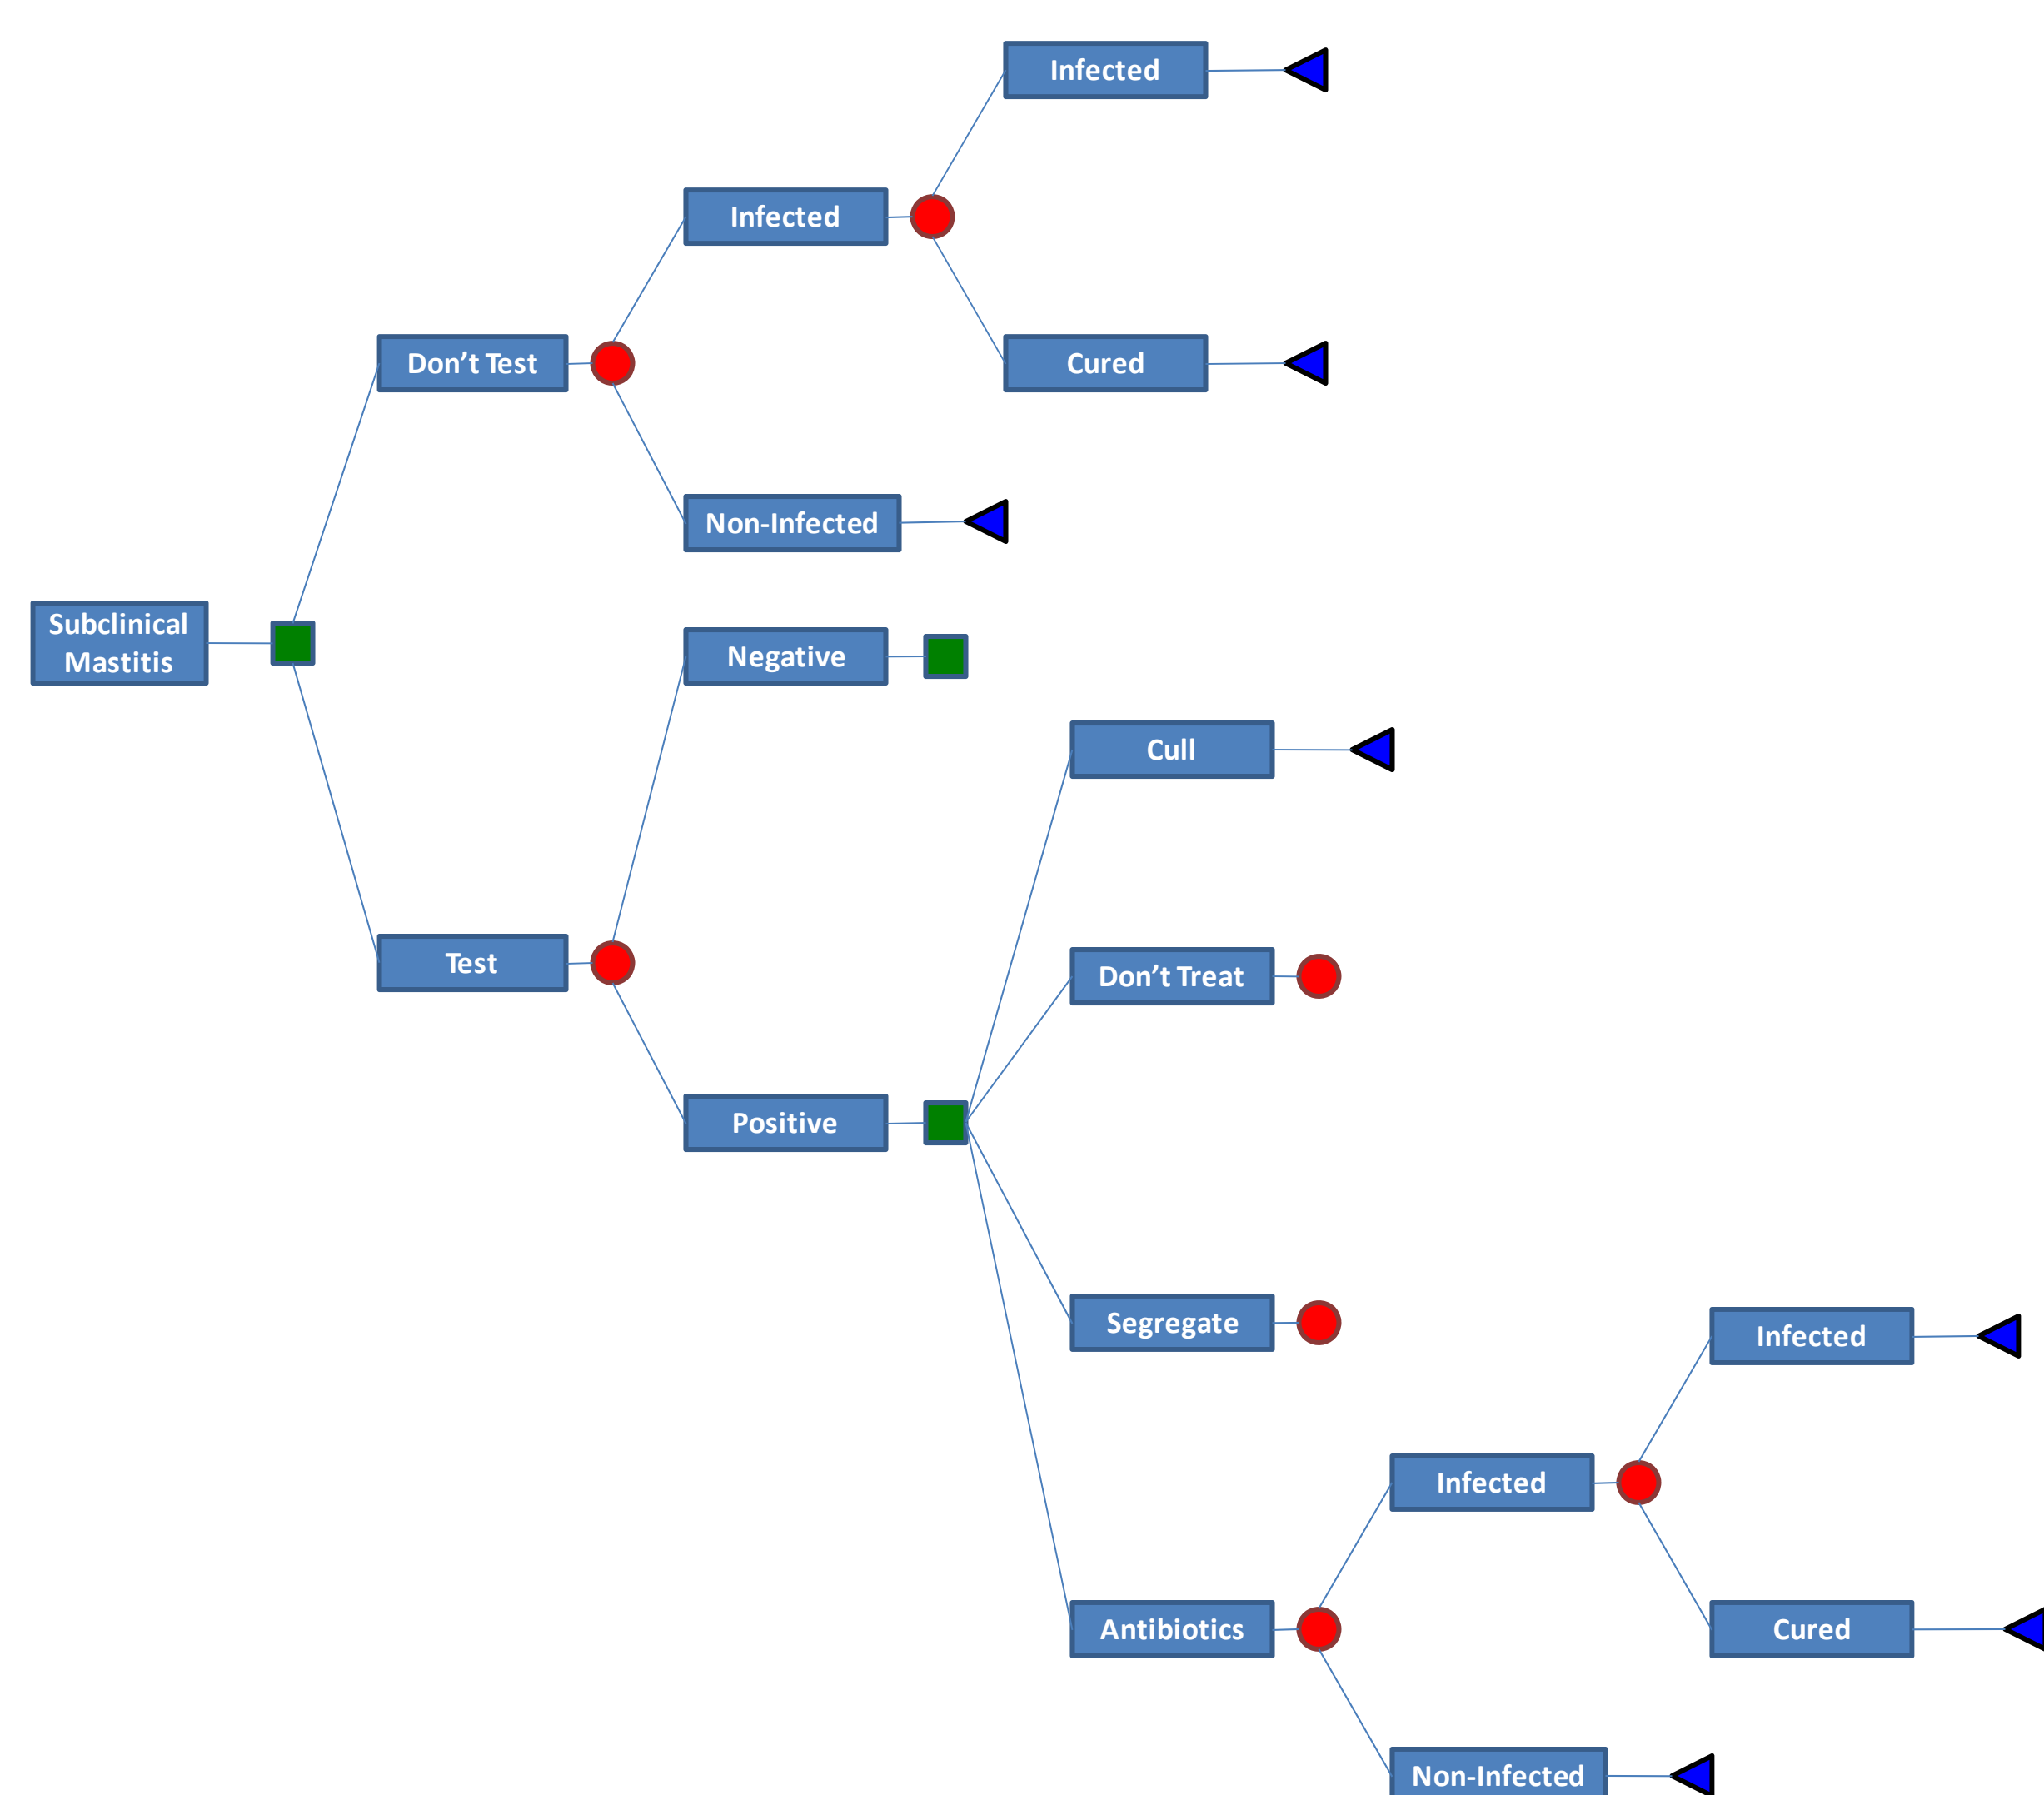 Infected
Infected
Don’t Test
Cured
Non-Infected
Subclinical
Mastitis
Negative
Cull
Test
Don’t Treat
Positive
Segregate
Infected
Infected
Antibiotics
Cured
Non-Infected